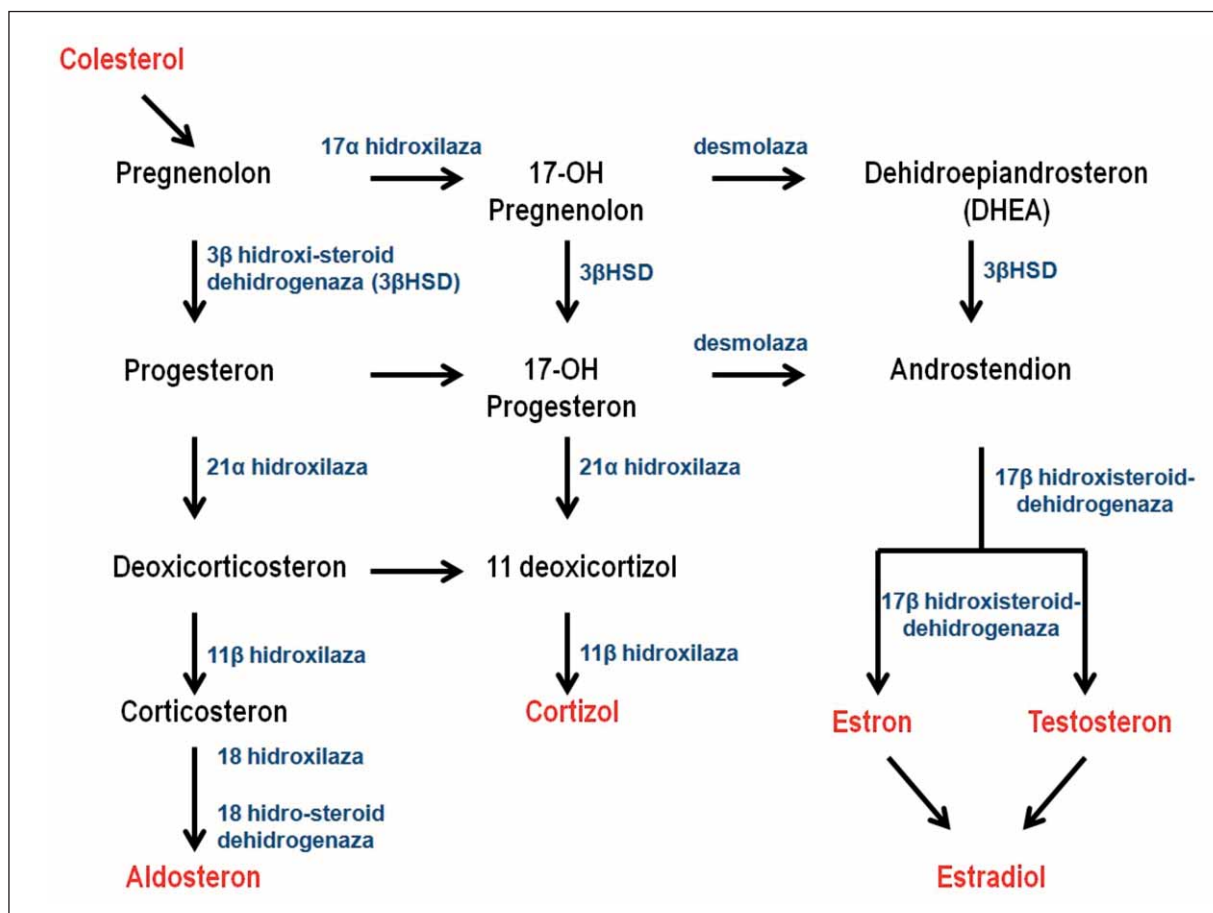 Colesterol
17α hidroxilaza
desmolaza
Pregnenolon
17-OH
Pregnenolon
Dehidroepiandrosteron
(DHEA)
3β hidroxi-steroid
dehidrogenaza (3βHSD)
3βHSD
3βHSD
desmolaza
Progesteron
17-OH
Progesteron
Androstendion
21α hidroxilaza
21α hidroxilaza
17β hidroxisteroid-
dehidrogenaza
Deoxicorticosteron
11 deoxicortizol
17β hidroxisteroid-
dehidrogenaza
11β hidroxilaza
11β hidroxilaza
Corticosteron
Cortizol
Estron
Testosteron
18 hidroxilaza
18 hidro-steroid
dehidrogenaza
Aldosteron
Estradiol